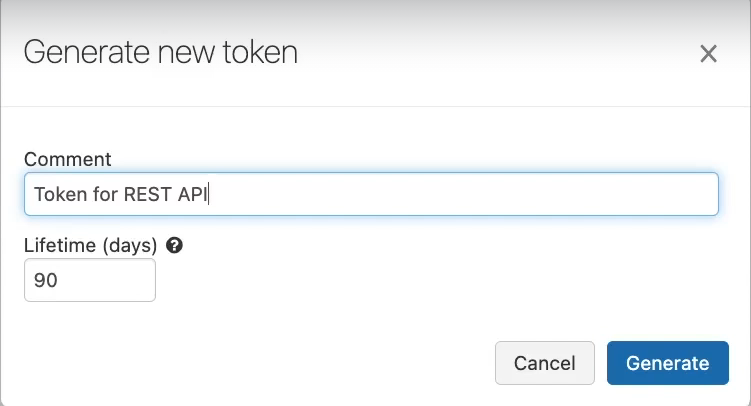 Generate new token
Comment
Token for REST API
Lifetime (days)
90
Cancel Generate